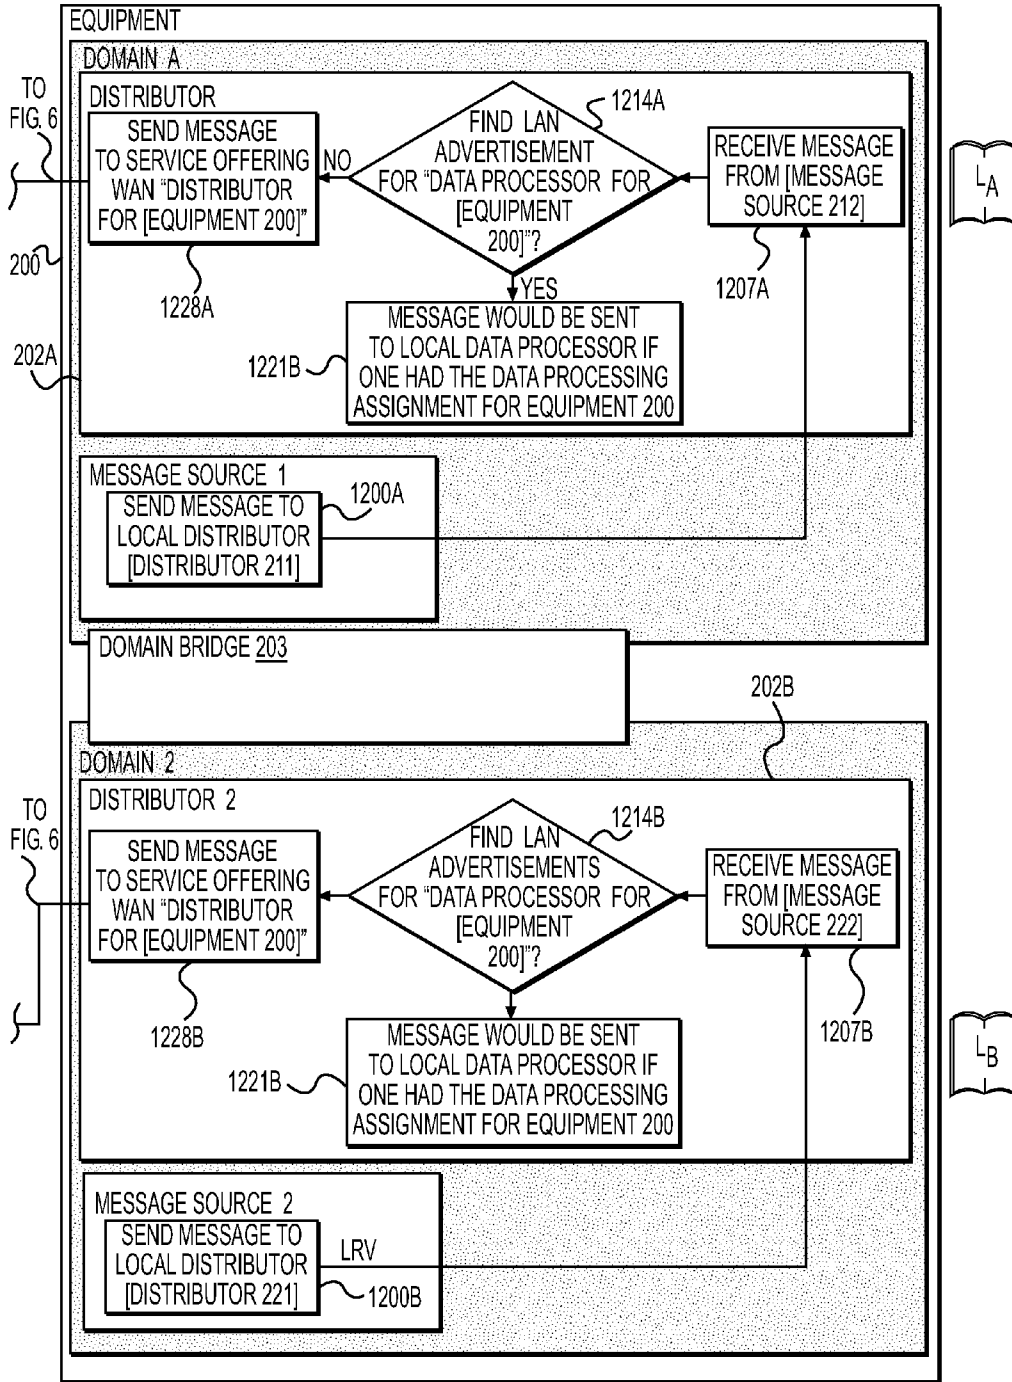 EQUIPMENT
DOMAIN A
DISTRIBUTOR
TO
FIG. 6
SEND MESSAGE
TO SERVICE OFFERING
WAN "DISTRIBUTOR
FOR [EQUIPMENT 200]"
NO
FIND LAN
ADVERTISEMENT
FOR "DATA PROCESSOR FOR
[EQUIPMENT
200]"?
1214A
RECEIVE MESSAGE
FROM [MESSAGE
SOURCE 212]
LA
200
1228A
YES
1207A
202A
1221B
MESSAGE WOULD BE SENT
TO LOCAL DATA PROCESSOR IF
ONE HAD THE DATA PROCESSING
ASSIGNMENT FOR EQUIPMENT 200
MESSAGE SOURCE 1
SEND MESSAGE TO
LOCAL DISTRIBUTOR
[DISTRIBUTOR 211]
1200A
DOMAIN BRIDGE 203
202B
DOMAIN 2
DISTRIBUTOR 2
TO
FIG. 6
SEND MESSAGE
TO SERVICE OFFERING
WAN "DISTRIBUTOR
FOR [EQUIPMENT 200]"
FIND LAN
ADVERTISEMENTS
FOR "DATA PROCESSOR FOR
[EQUIPMENT
200]"?
1214B
RECEIVE MESSAGE
FROM [MESSAGE
SOURCE 222]
1228B
1207B
LB
1221B
MESSAGE WOULD BE SENT
TO LOCAL DATA PROCESSOR IF
ONE HAD THE DATA PROCESSING
ASSIGNMENT FOR EQUIPMENT 200
MESSAGE SOURCE 2
SEND MESSAGE TO
LOCAL DISTRIBUTOR
[DISTRIBUTOR 221]
LRV
1200B